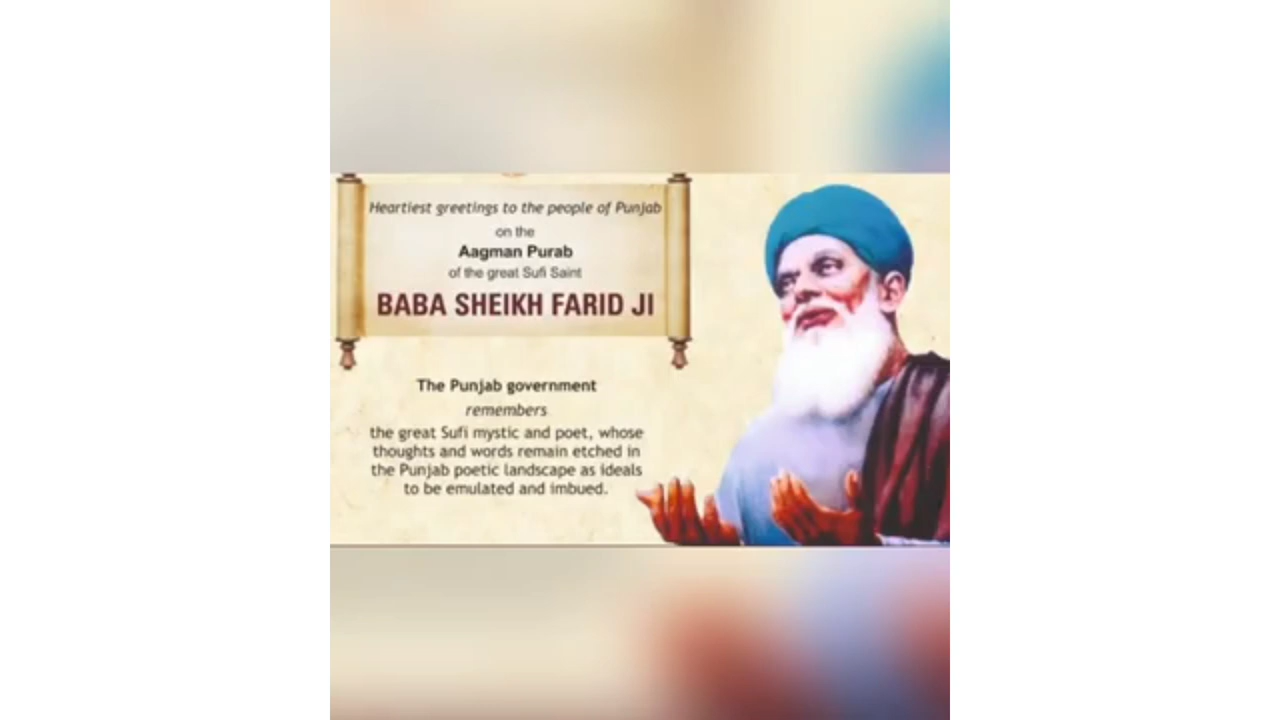 Heartiest greetings to the people of Punjab
on the
Aagman Purab
of the great Sufi Saint
BABA SHEIKH FARID JI
The Punjab government
remembers
the great Sufi mystic and poet, whose
thoughts and words remain etched in
the Punjab poetic landscape as ideals
to be emulated and imbued.